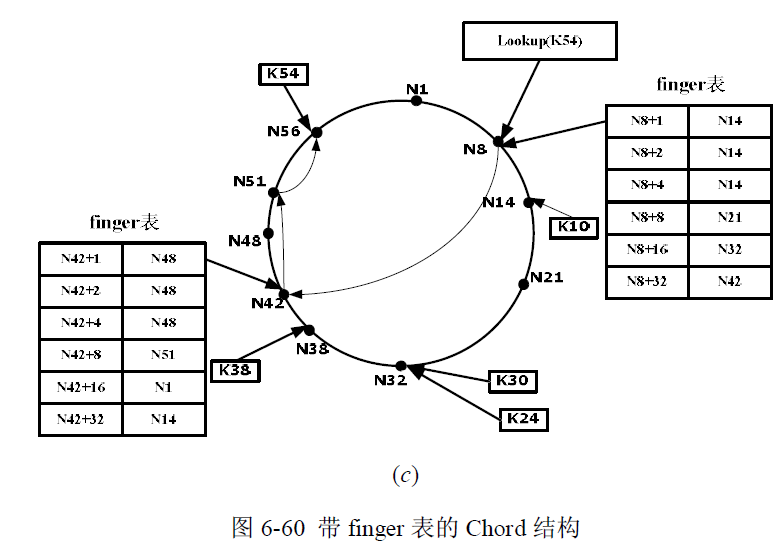 Lookup(K54)
K54
N1
finger表
N56
N8
N8+1 N14
N8+2 N14
N8+4 N14
N8+8 N21
N8+16 N32
N8+32 N42
N51
N14
K10
finger表
N48
N42+1 N48
N42+2 N48
N42+4 N48
N42+8 N51
N42+16 N1
N42+32 N14
N42
N21
N38
K38
N32
K30
K24
(c)
图 6-60 带 finger 表的 Chord 结构